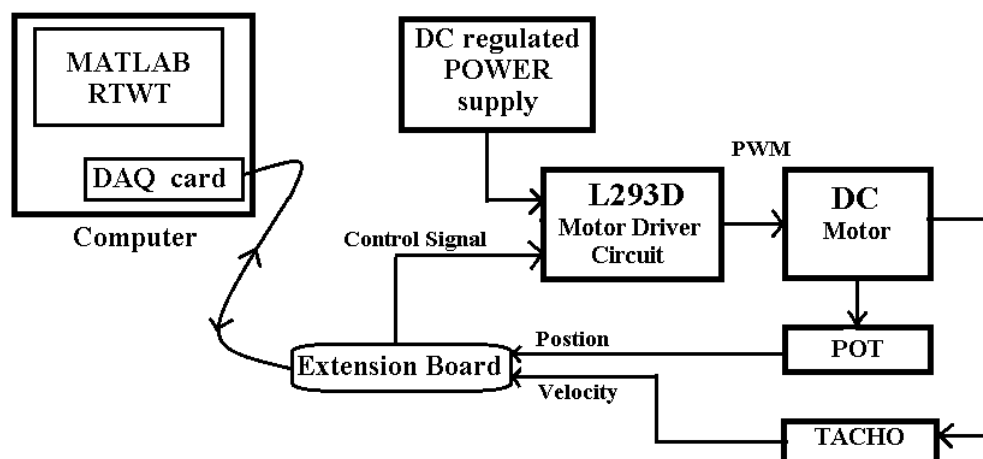 MATLAB
RTWT
DAQ card
Computer
DC regulated
POWER
supply
Control Signal
L293D
Motor Driver
Circuit
PWM
DC
Motor
Extension Board
Postion
Velocity
POT
TACHO